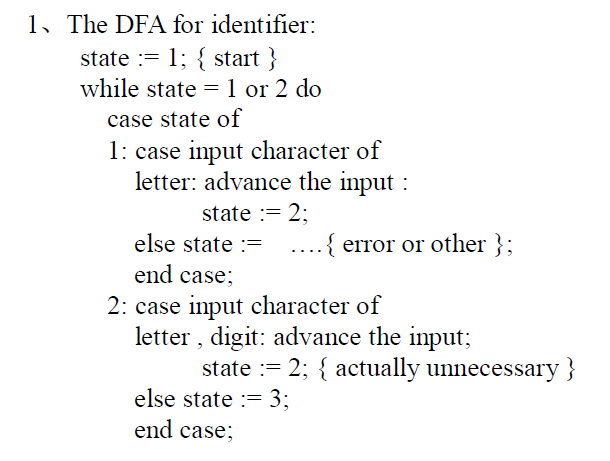 1、The DFA for identifier:
state := 1; { start }
while state = 1 or 2 do
case state of
1: case input character of
letter: advance the input :
state := 2;
else state := ….{ error or other };
end case;
2: case input character of
letter , digit: advance the input;
state := 2; { actually unnecessary }
else state := 3;
end case;